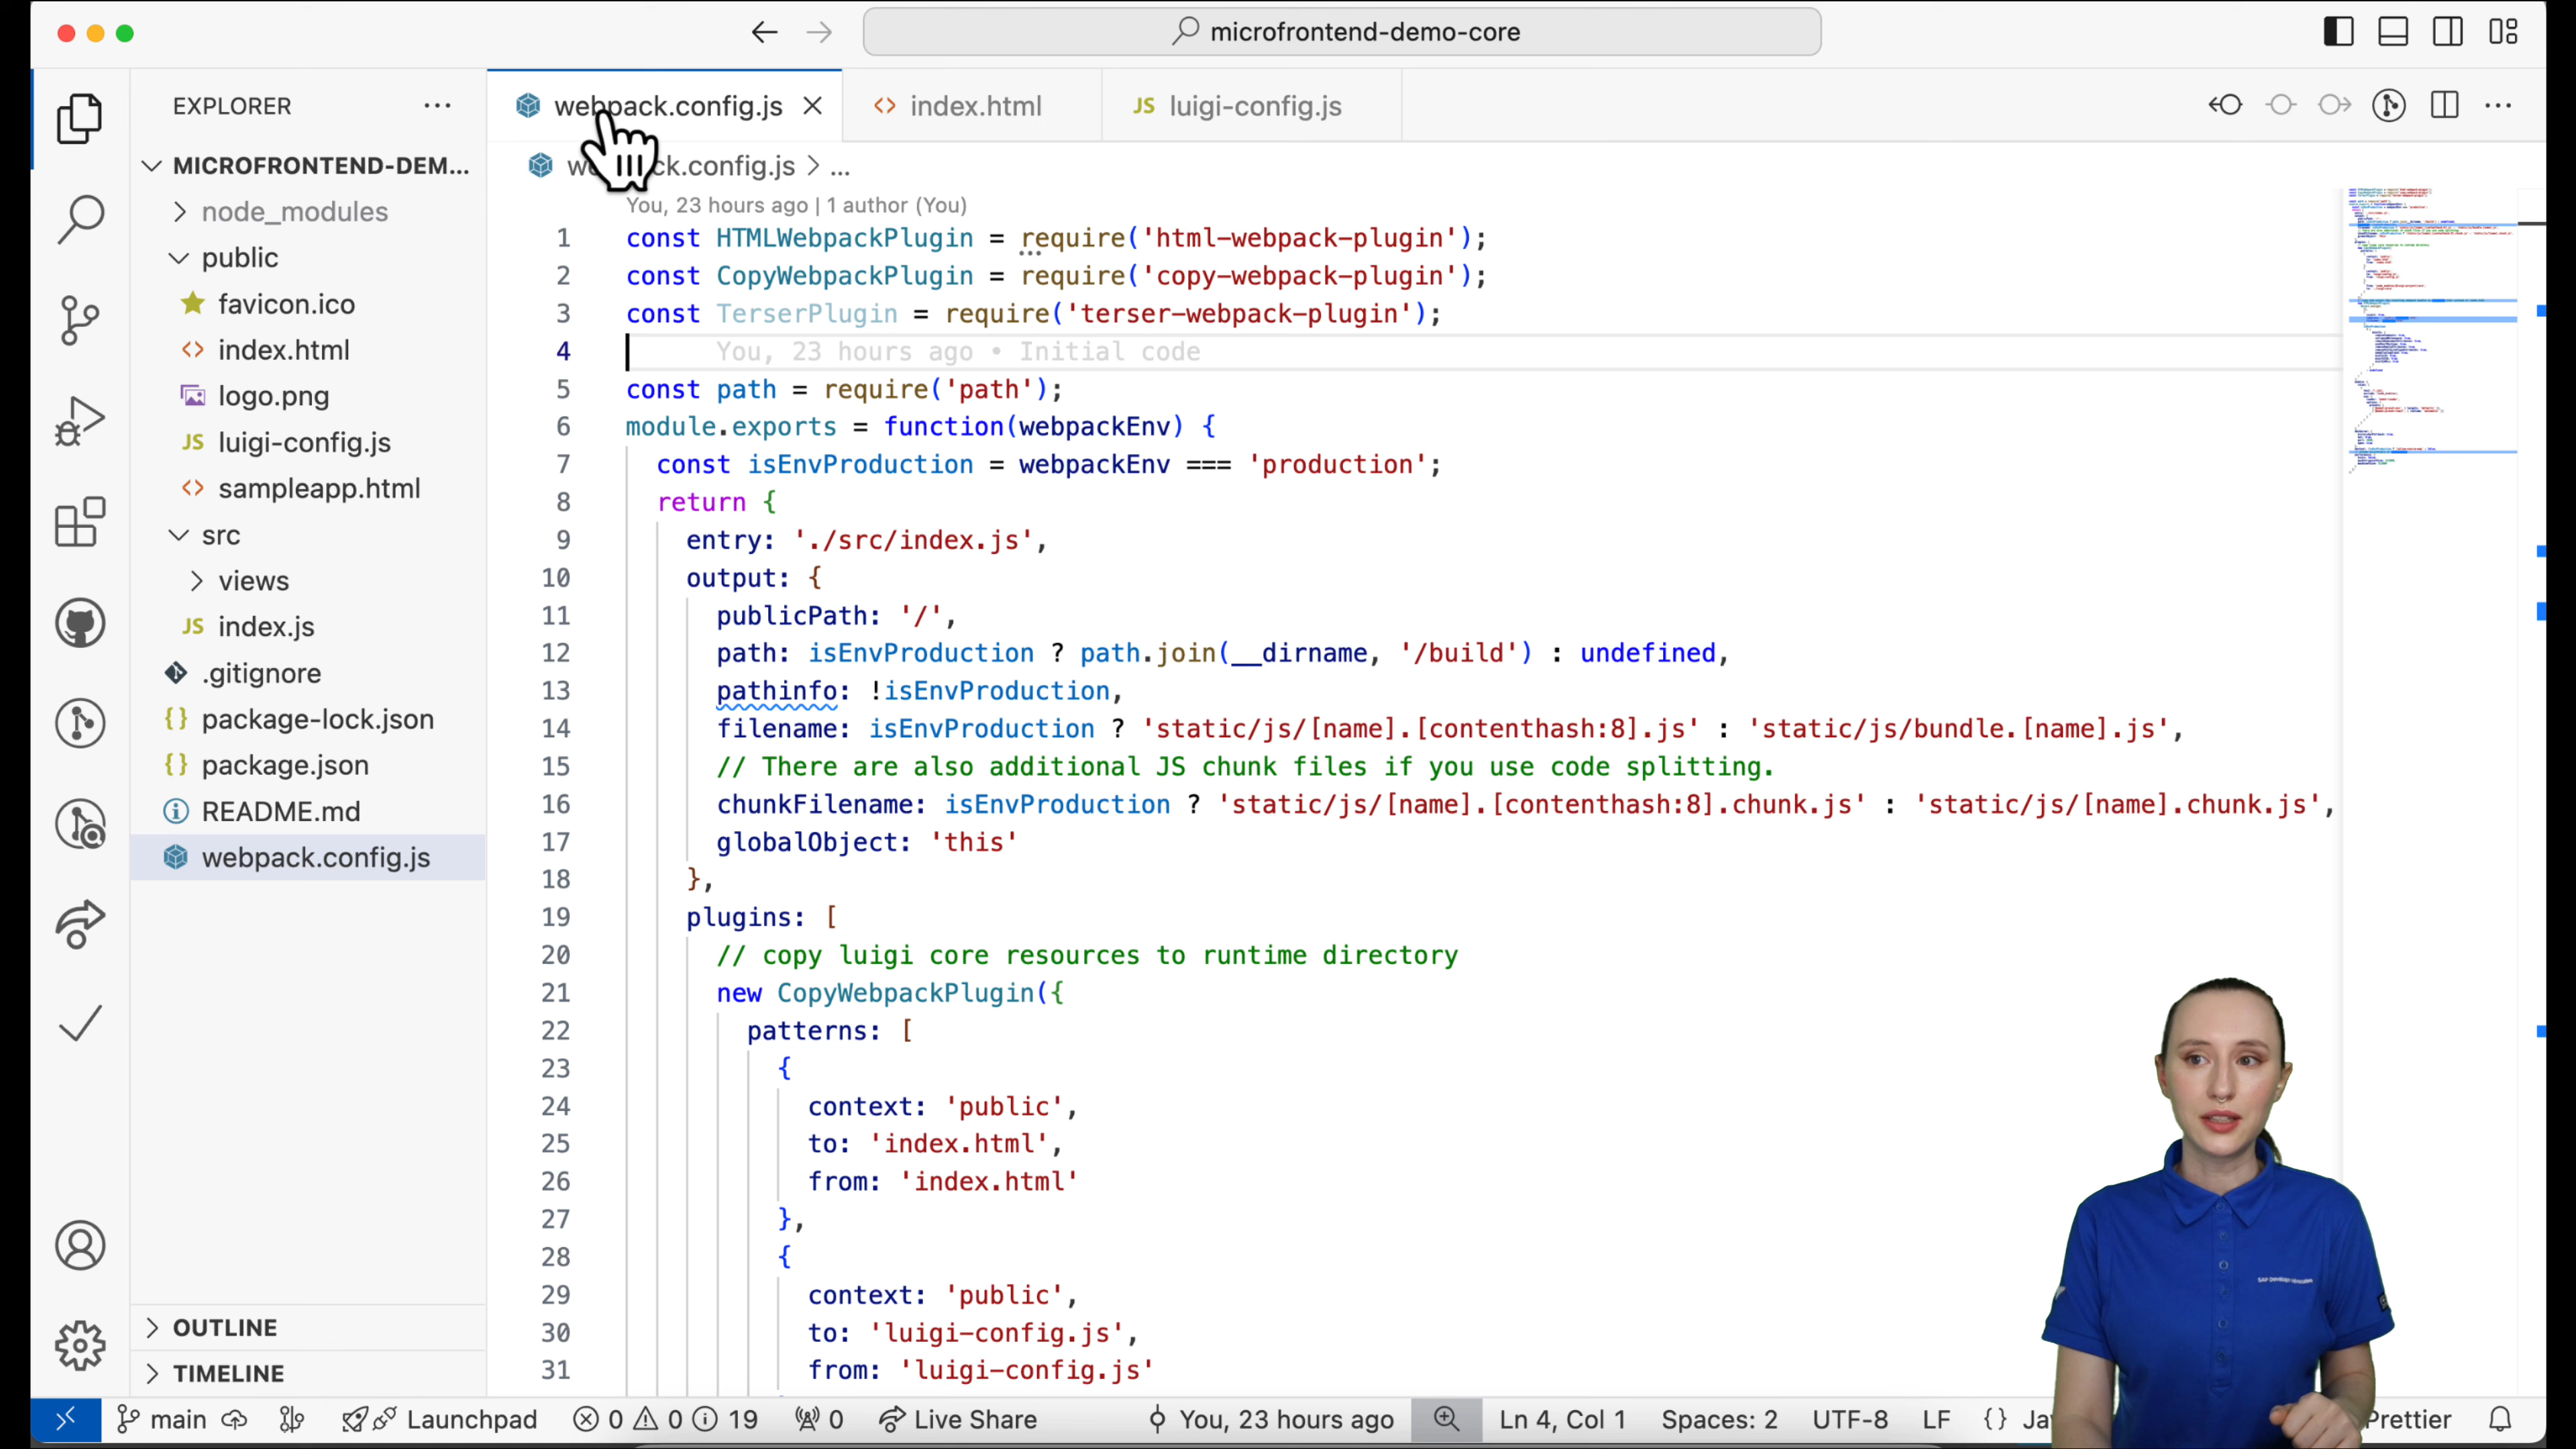 microfrontend-demo-core
EXPLORER
webpack.config.js
index.html
JS luigi-config.js
MICROFRONTEND-DEM...
node_modules
public
favicon.ico
index.html
logo.png
JS luigi-config.js
sampleapp.html
src
views
JS index.js
.gitignore
{} package-lock.json
{} package.json
README.md
webpack.config.js
OUTLINE
TIMELINE
ck.config.js > ...
You, 23 hours ago | 1 author (You)
1 const HTMLWebpackPlugin = require('html-webpack-plugin');
2 const CopyWebpackPlugin = require('copy-webpack-plugin');
3 const TerserPlugin = require('terser-webpack-plugin');
4 You, 23 hours ago • Initial code
5 const path = require('path');
6 module.exports = function(webpackEnv) {
7 const isEnvProduction = webpackEnv === 'production';
8 return {
9 entry: './src/index.js',
10 output: {
11 publicPath: '/',
12 path: isEnvProduction ? path.join(__dirname, '/build') : undefined,
13 pathinfo: !isEnvProduction,
14 filename: isEnvProduction ? 'static/js/[name].[contenthash:8].js' : 'static/js/bundle.[name].js',
15 // There are also additional JS chunk files if you use code splitting.
16 chunkFilename: isEnvProduction ? 'static/js/[name].[contenthash:8].chunk.js' : 'static/js/[name].chunk.js',
17 globalObject: 'this'
18 },
19 plugins: [
20 // copy luigi core resources to runtime directory
21 new CopyWebpackPlugin({
22 patterns: [
23 {
24 context: 'public',
25 to: 'index.html',
26 from: 'index.html'
27 },
28 {
29 context: 'public',
30 to: 'luigi-config.js',
31 from: 'luigi-config.js'
main
Launchpad
0 0 19
0
Live Share
You, 23 hours ago
Ln 4, Col 1
Spaces: 2
UTF-8
LF
{} Ja
Prettier